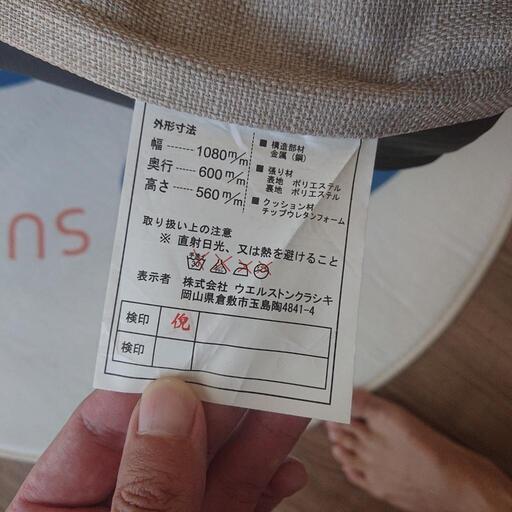 外形寸法
幅 — 1080m/m
奥行 — 600m/m
高さ — 560m/m
■ 構造部材
金属（鋼）
■ 張り材
表地 ポリエステル
裏地 ポリエステル
■ クッション材
チップウレタンフォーム
取り扱い上の注意
※ 直射日光、又は熱を避けること
表示者 株式会社 ウエルストンクラシキ
岡山県倉敷市玉島陶4841-4
検印 倪
検印
su